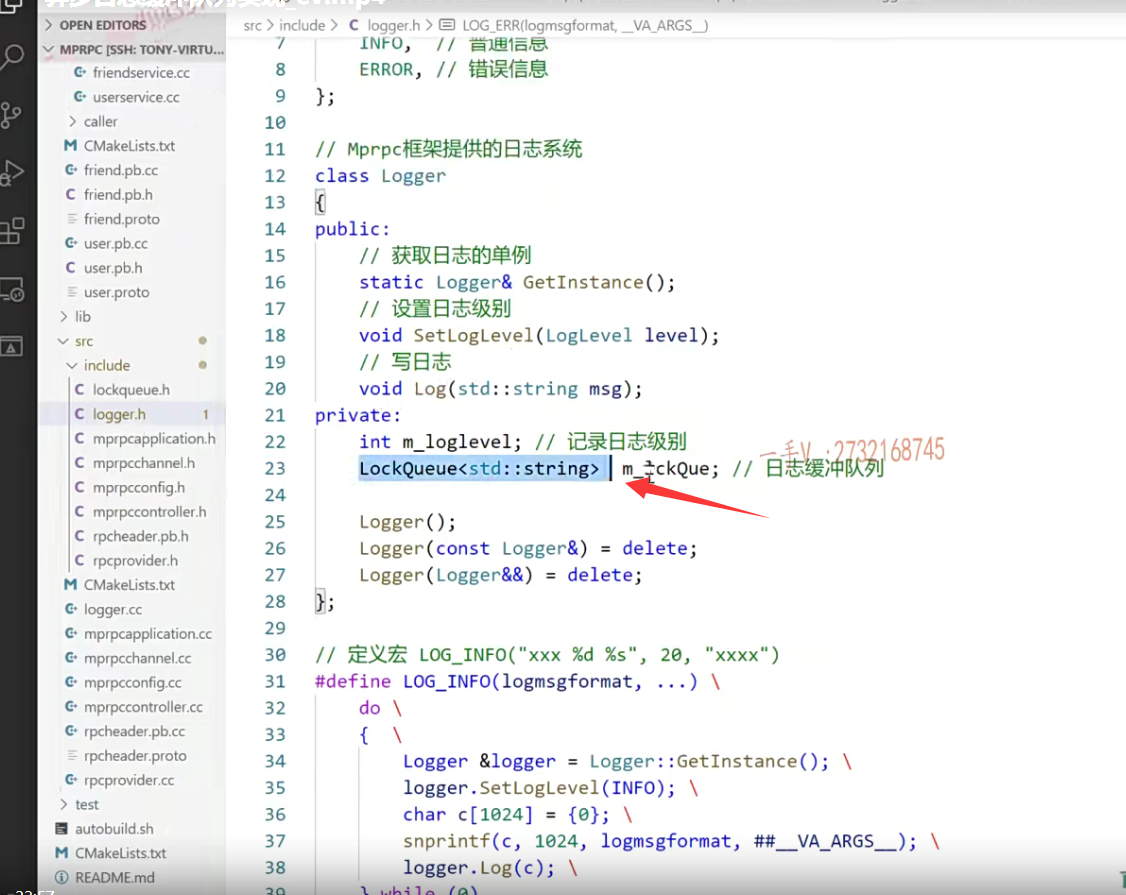 OPEN EDITORS
MPRPC [SSH: TONY-VIRTU...
friendservice.cc
userservice.cc
caller
CMakeLists.txt
friend.pb.cc
friend.pb.h
friend.proto
user.pb.cc
user.pb.h
user.proto
lib
src
include
lockqueue.h
logger.h 1
mprpcapplication.h
mprpcchannel.h
mprpcconfig.h
mprpccontroller.h
rpcheader.pb.h
rpcprovider.h
CMakeLists.txt
logger.cc
mprpcapplication.cc
mprpcchannel.cc
mprpcconfig.cc
mprpccontroller.cc
rpcheader.pb.cc
rpcheader.proto
rpcprovider.cc
test
autobuild.sh
CMakeLists.txt
README.md
src > include > C logger.h > LOG_ERR(logmsgformat, __VA_ARGS__)
7 INFO, // 普通信息
8 ERROR, // 错误信息
9 };
10
11 // Mprpc框架提供的日志系统
12 class Logger
13 {
14 public:
15 // 获取日志的单例
16 static Logger& GetInstance();
17 // 设置日志级别
18 void SetLogLevel(LogLevel level);
19 // 写日志
20 void Log(std::string msg);
21 private:
22 int m_loglevel; // 记录日志级别
23 LockQueue<std::string> m_lckQue; // 日志缓冲队列
2732168745
24
25 Logger();
26 Logger(const Logger&) = delete;
27 Logger(Logger&&) = delete;
28 };
29
30 // 定义宏 LOG_INFO("xxx %d %s", 20, "xxxx")
31 #define LOG_INFO(logmsgformat, ...) \
32 do \
33 { \
34 Logger &logger = Logger::GetInstance(); \
35 logger.SetLogLevel(INFO); \
36 char c[1024] = {0}; \
37 snprintf(c, 1024, logmsgformat, ##__VA_ARGS__); \
38 logger.Log(c); \
39 } while (0)